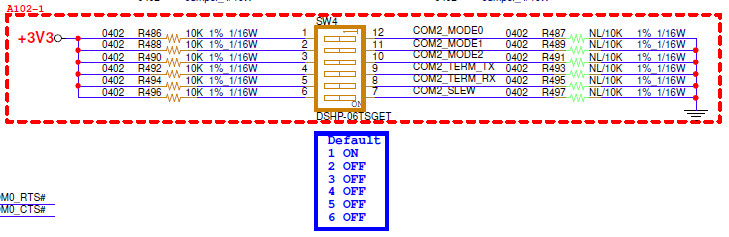 A102-1
SW4
+3V3 0402 R486 10K 1% 1/16W 1 12 COM2_MODE0 0402 R487 NL/10K 1% 1/16W
0402 R488 10K 1% 1/16W 2 11 COM2_MODE1 0402 R489 NL/10K 1% 1/16W
0402 R490 10K 1% 1/16W 3 10 COM2_MODE2 0402 R491 NL/10K 1% 1/16W
0402 R492 10K 1% 1/16W 4 9 COM2_TERM_TX 0402 R493 NL/10K 1% 1/16W
0402 R494 10K 1% 1/16W 5 8 COM2_TERM_RX 0402 R495 NL/10K 1% 1/16W
0402 R496 10K 1% 1/16W 6 7 COM2_SLEW 0402 R497 NL/10K 1% 1/16W
ON
DSHP-06TSGET
Default
1 ON
2 OFF
3 OFF
4 OFF
5 OFF
6 OFF
M0_RTS#
M0_CTS#